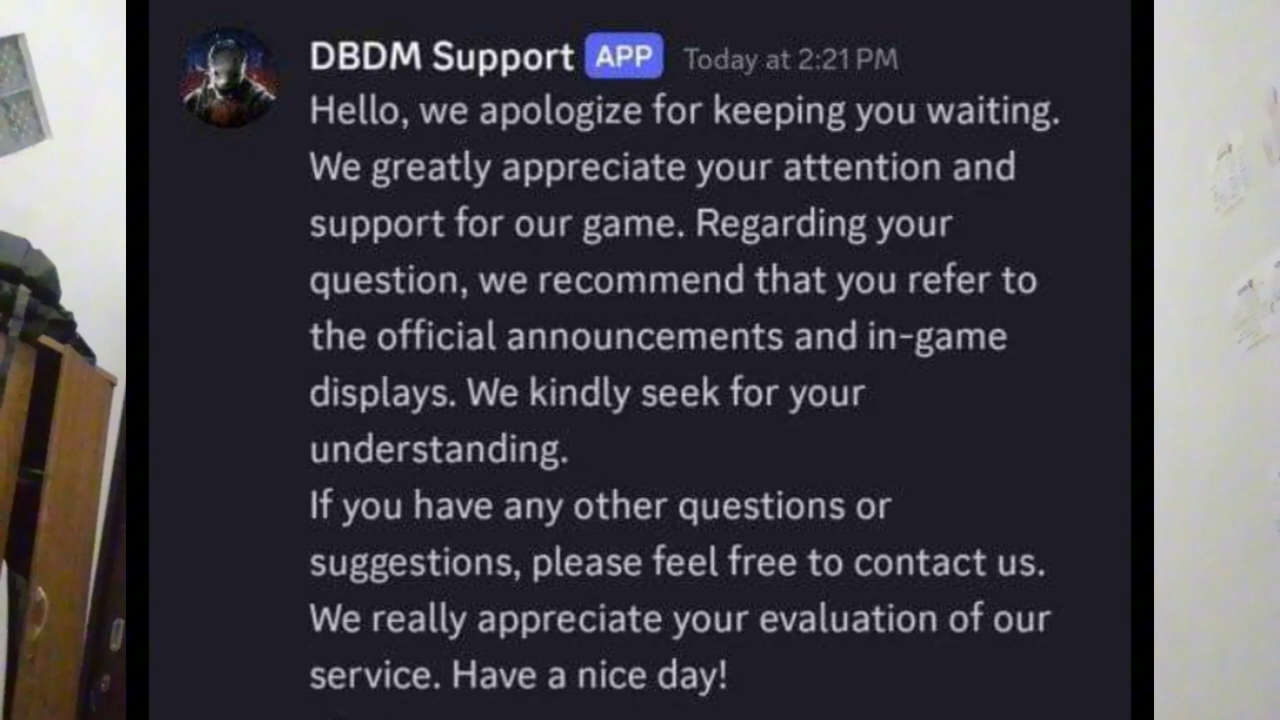 DBDM Support APP Today at 2:21 PM
Hello, we apologize for keeping you waiting.
We greatly appreciate your attention and
support for our game. Regarding your
question, we recommend that you refer to
the official announcements and in-game
displays. We kindly seek for your
understanding.
If you have any other questions or
suggestions, please feel free to contact us.
We really appreciate your evaluation of our
service. Have a nice day!